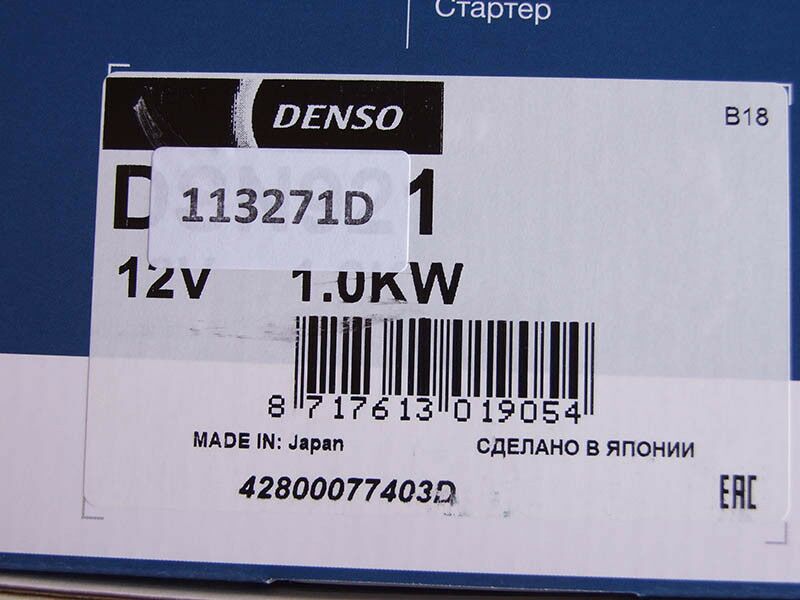 Стартер
DENSO
B18
113271D
12V 1.0KW
8 717613 019054
MADE IN: Japan
СДЕЛАНО В ЯПОНИИ
42800077403D
EAC